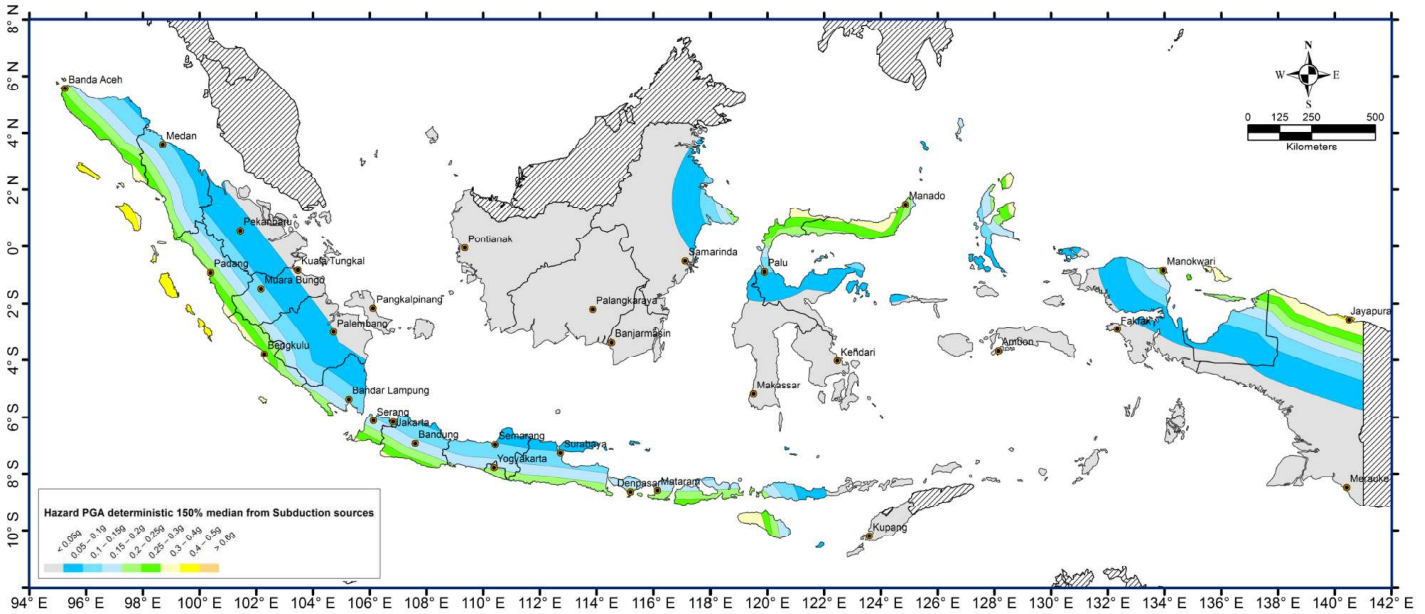 8° N
6° N
4° N
2° N
0°
2° S
4° S
6° S
8° S
10° S
N
W E
S
0 125 250 500
Kilometers
Banda Aceh
Medan
Pekanbaru
Kuala Tungkal
Padang
Muara Bungo
Pangkalpinang
Palembang
Bengkulu
Bandar Lampung
Serang
Jakarta
Bandung
Semarang
Surabaya
Yogyakarta
Denpasar
Mataram
Kupang
Pontianak
Samarinda
Palangkaraya
Banjarmasin
Manado
Palu
Kendari
Makassar
Ambon
Manokwari
Fakfak
Jayapura
Merauke
Hazard PGA deterministic 150% median from Subduction sources
< 0.05g
0.05 – 0.1g
0.1 – 0.15g
0.15 – 0.2g
0.2 – 0.25g
0.25 – 0.3g
0.3 – 0.4g
0.4 – 0.5g
> 0.6g
94° E 96° E 98° E 100° E 102° E 104° E 106° E 108° E 110° E 112° E 114° E 116° E 118° E 120° E 122° E 124° E 126° E 128° E 130° E 132° E 134° E 136° E 138° E 140° E 142° E